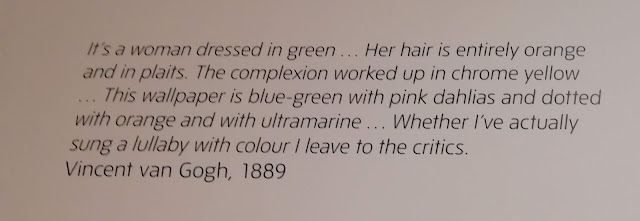 It's a woman dressed in green ... Her hair is entirely orange
and in plaits. The complexion worked up in chrome yellow
... This wallpaper is blue-green with pink dahlias and dotted
with orange and with ultramarine ... Whether I've actually
sung a lullaby with colour I leave to the critics.
Vincent van Gogh, 1889